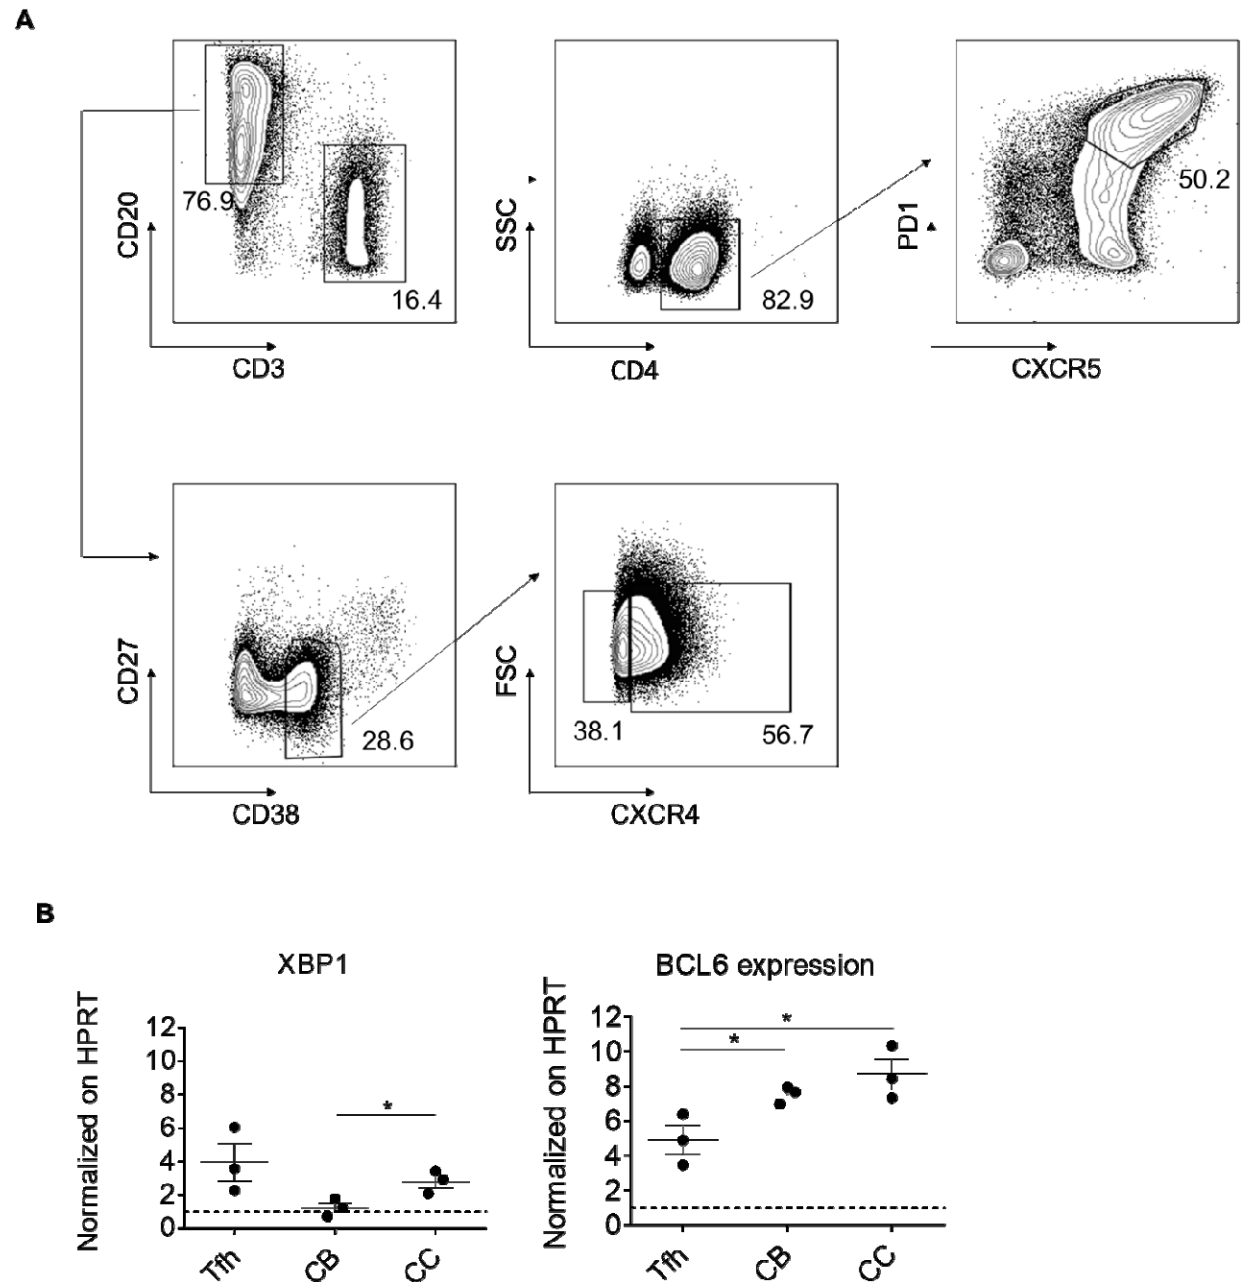 A
CD20
76.9
16.4
CD3
SSC
82.9
CD4
PD1
50.2
CXCR5
CD27
28.6
CD38
FSC
38.1
56.7
CXCR4
B
XBP1
Normalized on HPRT
12
10
8
6
4
2
0
*
Tfh
CB
CC
BCL6 expression
Normalized on HPRT
12
10
8
6
4
2
0
*
*
Tfh
CB
CC